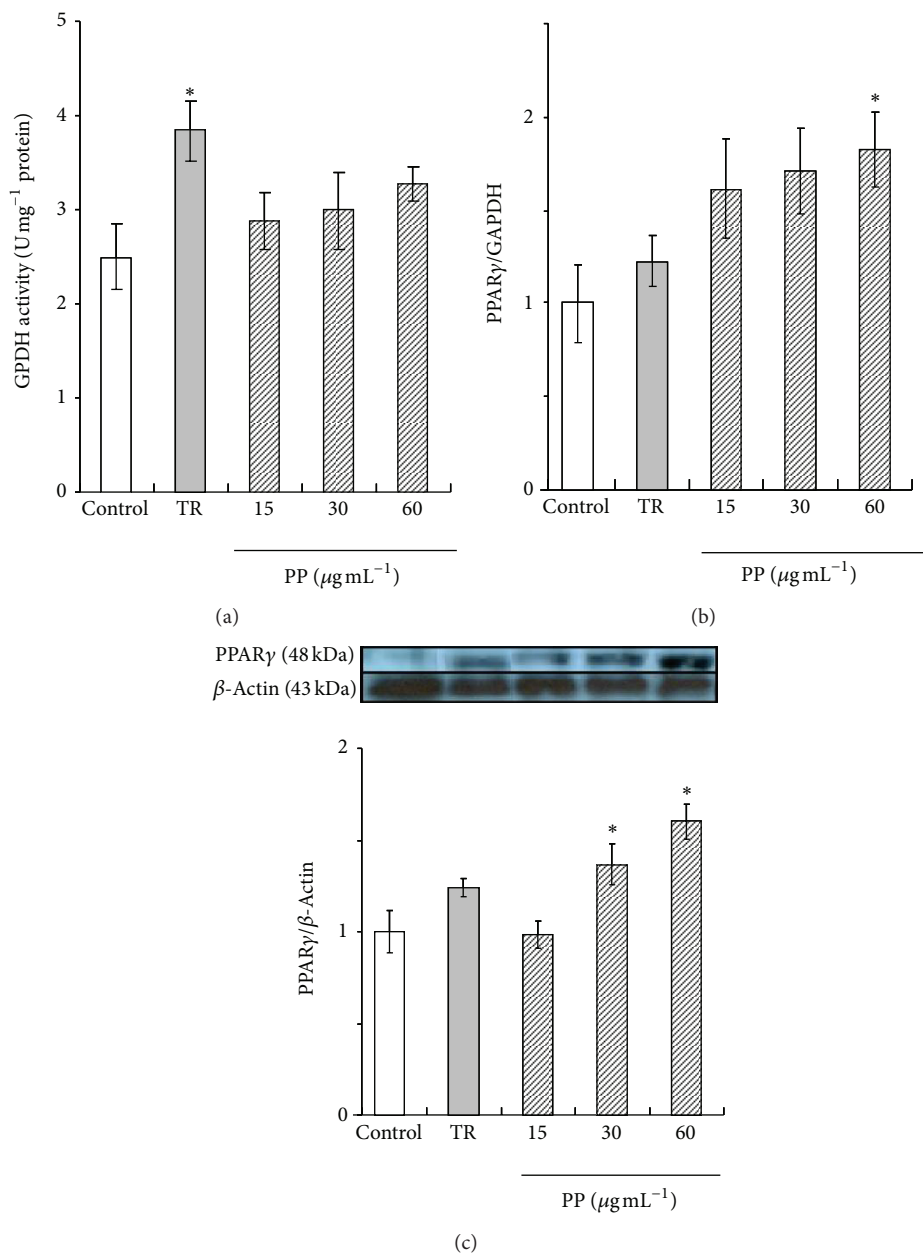 5
4
3
2
1
0
GPDH activity (U mg⁻¹ protein)
*
Control TR 15 30 60
PP (μg mL⁻¹)
(a)
2
1
0
PPARγ/GAPDH
*
Control TR 15 30 60
PP (μg mL⁻¹)
(b)
PPARγ (48 kDa)
β-Actin (43 kDa)
2
1
0
PPARγ/β-Actin
*
*
Control TR 15 30 60
PP (μg mL⁻¹)
(c)